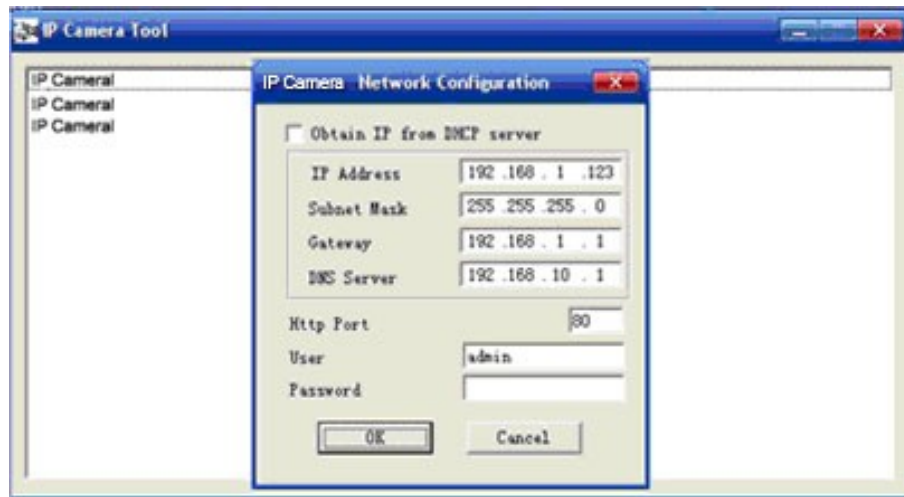 IP Camera Tool
IP Cameral
IP Cameral
IP Cameral
IP Camera Network Configuration
Obtain IP from DHCP server
IP Address 192 .168 . 1 .123
Subnet Mask 255 .255 .255 . 0
Gateway 192 .168 . 1 . 1
DNS Server 192 .168 . 10 . 1
Http Port 80
User admin
Password
OK Cancel